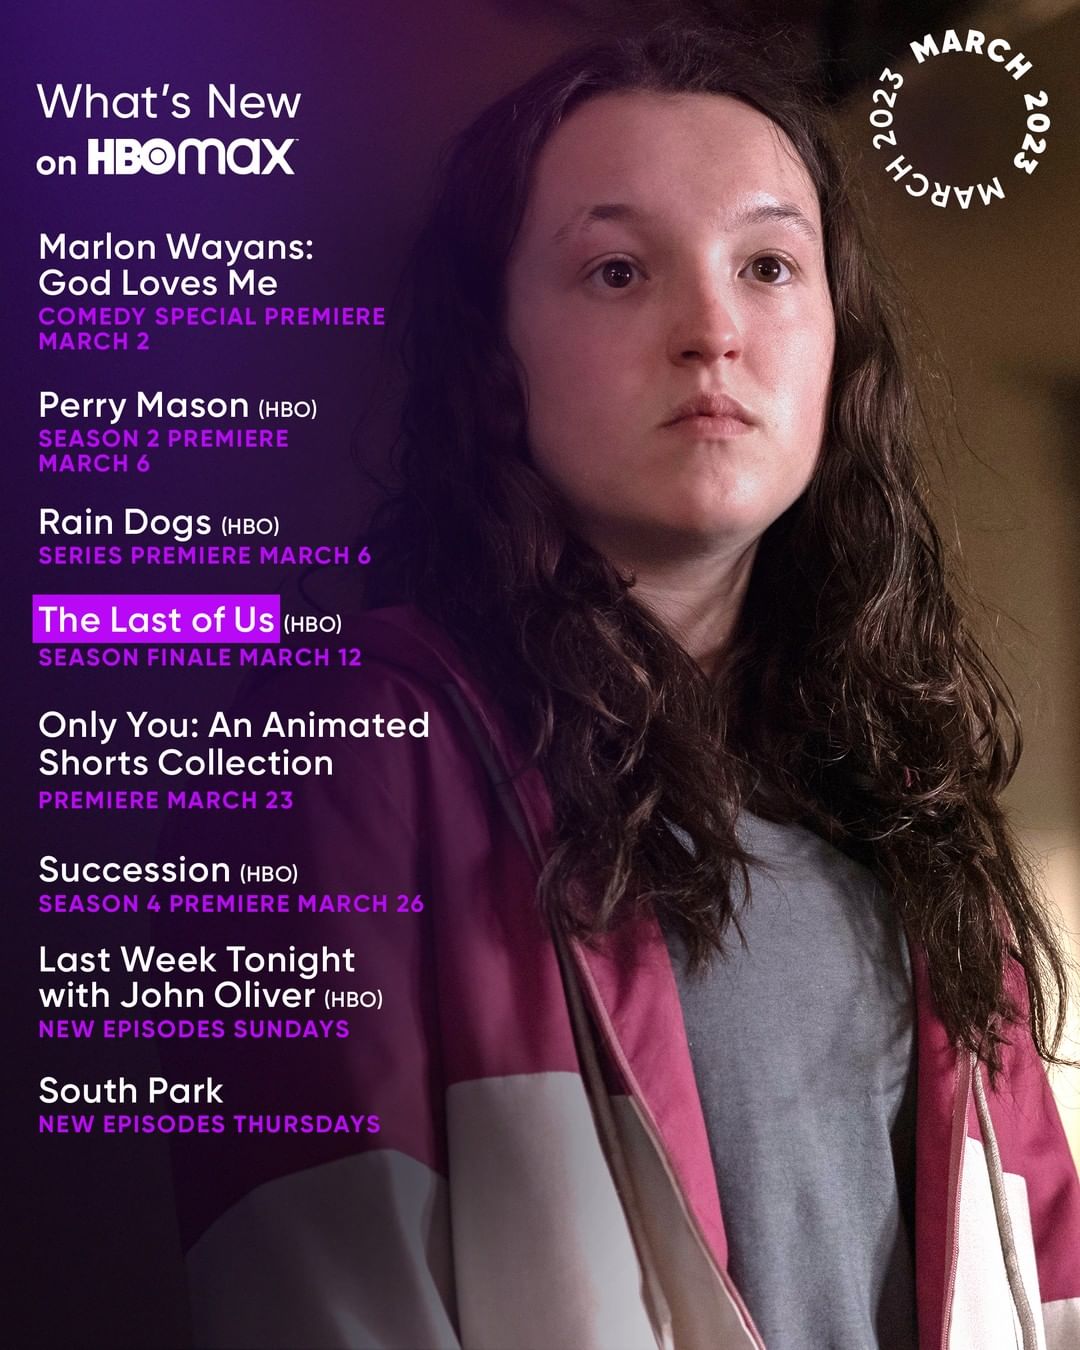 What's New
on HBOmax
MARCH 2023 MARCH 2023
Marlon Wayans:
God Loves Me
COMEDY SPECIAL PREMIERE
MARCH 2
Perry Mason (HBO)
SEASON 2 PREMIERE
MARCH 6
Rain Dogs (HBO)
SERIES PREMIERE MARCH 6
The Last of Us (HBO)
SEASON FINALE MARCH 12
Only You: An Animated
Shorts Collection
PREMIERE MARCH 23
Succession (HBO)
SEASON 4 PREMIERE MARCH 26
Last Week Tonight
with John Oliver (HBO)
NEW EPISODES SUNDAYS
South Park
NEW EPISODES THURSDAYS